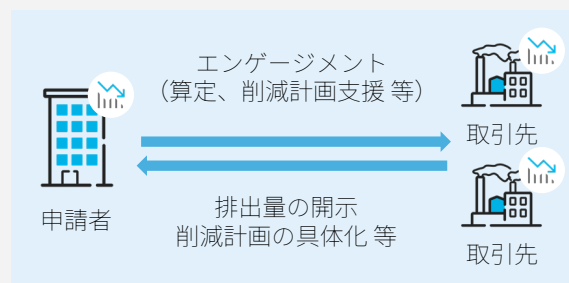 エンゲージメント
（算定、削減計画支援 等）
取引先
申請者
排出量の開示
削減計画の具体化 等
取引先